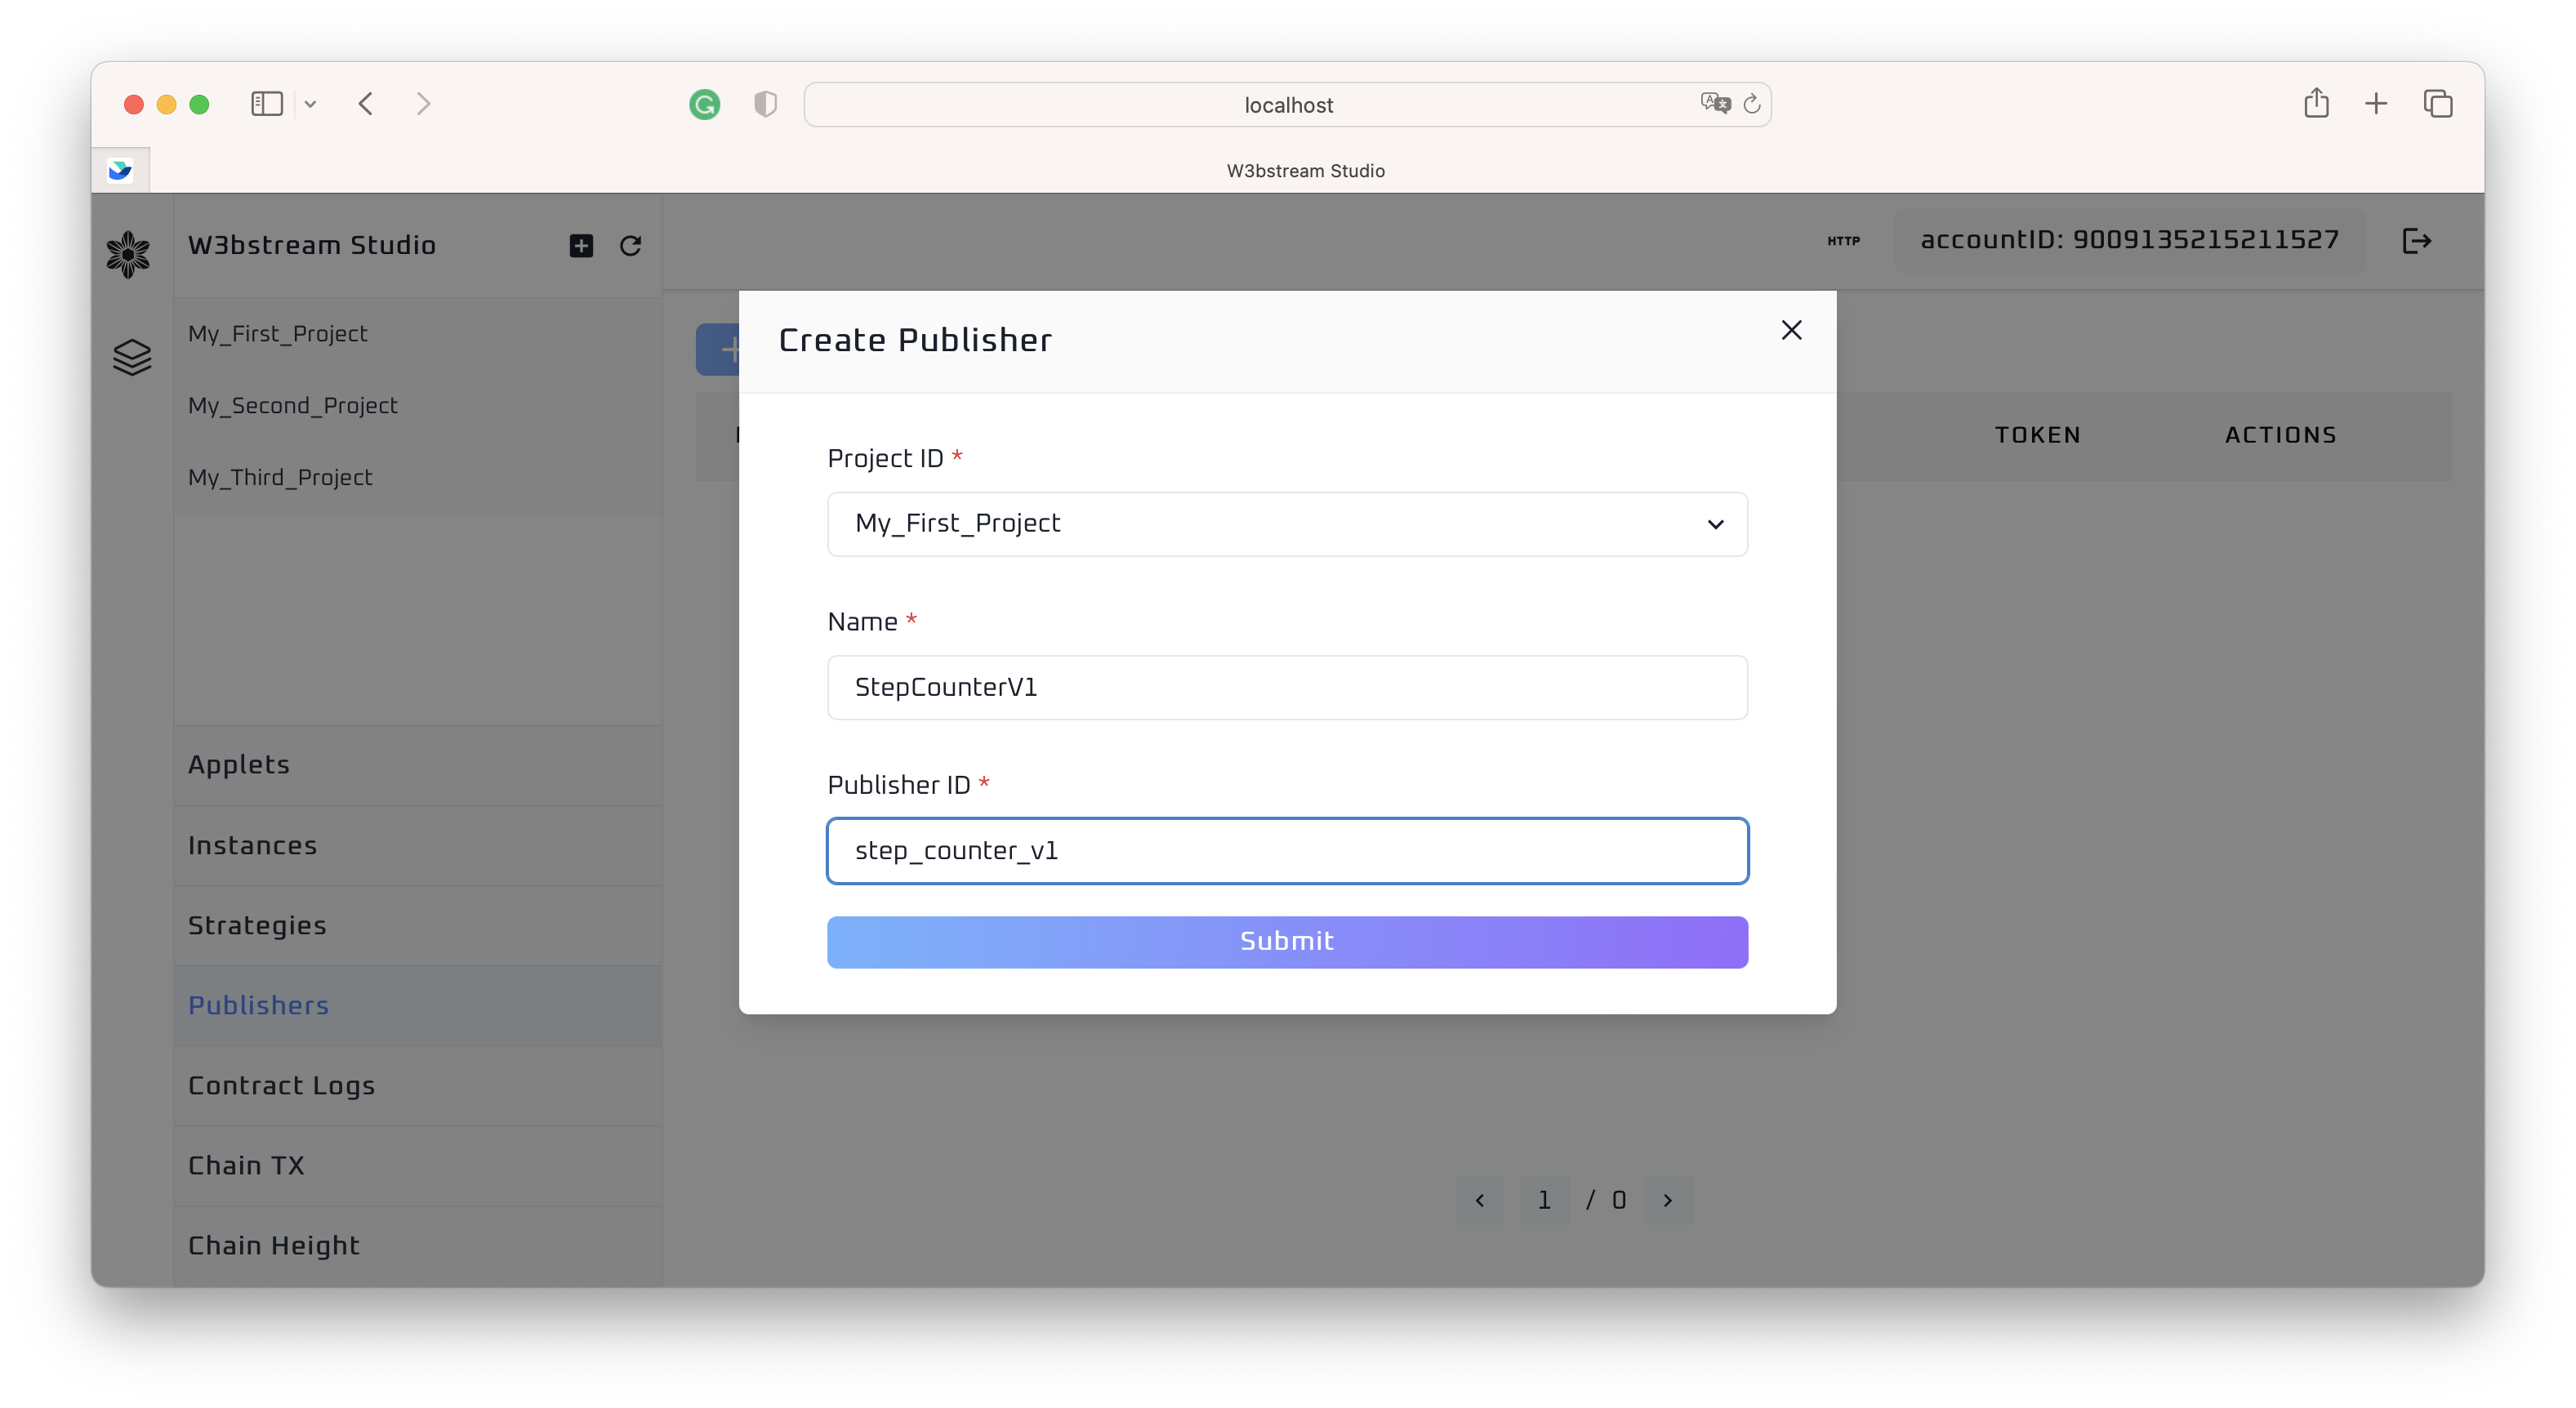 localhost
W3bstream Studio
W3bstream Studio
HTTP
accountID: 9009135215211527
My_First_Project
My_Second_Project
My_Third_Project
Create Publisher
TOKEN
ACTIONS
Project ID *
My_First_Project
Name *
StepCounterV1
Publisher ID *
step_counter_v1
Submit
Applets
Instances
Strategies
Publishers
Contract Logs
Chain TX
Chain Height
1 / 0